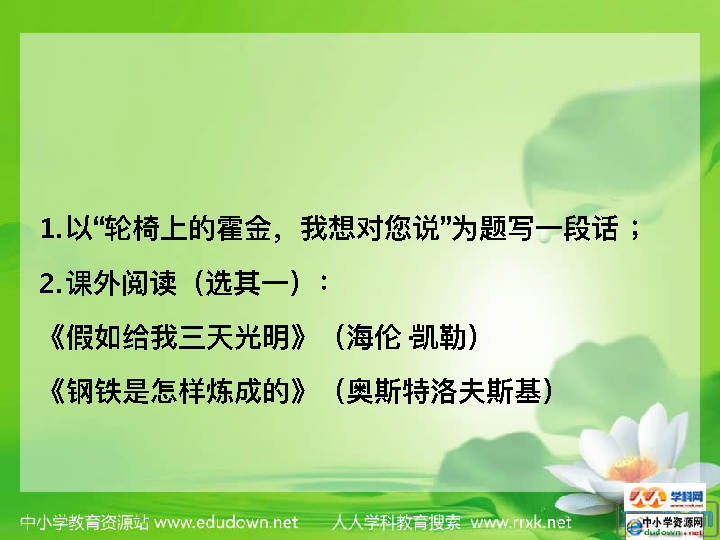 1.以“轮椅上的霍金，我想对您说”为题写一段话；
2.课外阅读（选其一）：
《假如给我三天光明》（海伦 凯勒）
《钢铁是怎样炼成的》（奥斯特洛夫斯基）
中小学教育资源站 www.edudown.net 人人学科教育搜索 www.rrxk.net
学科网
www.rrxk.net
中小学资源网
edudown.net